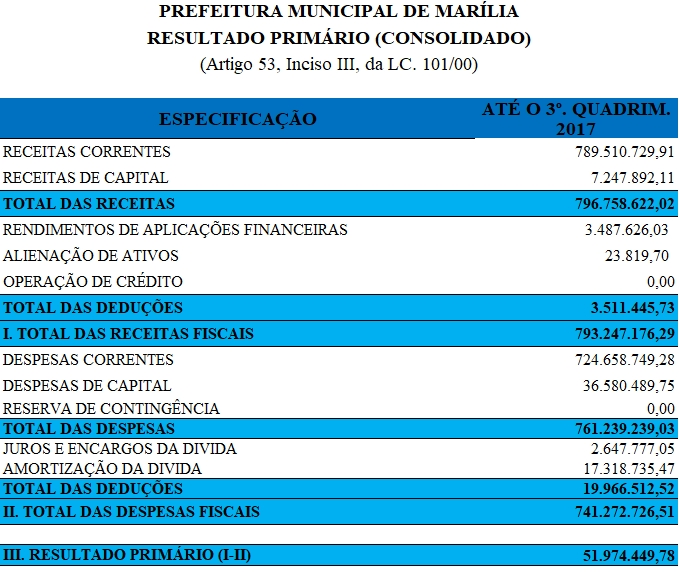 PREFEITURA MUNICIPAL DE MARÍLIA
RESULTADO PRIMÁRIO (CONSOLIDADO)
(Artigo 53, Inciso III, da LC. 101/00)
ESPECIFICAÇÃO ATÉ O 3º. QUADRIM. 2017
RECEITAS CORRENTES 789.510.729,91
RECEITAS DE CAPITAL 7.247.892,11
TOTAL DAS RECEITAS 796.758.622,02
RENDIMENTOS DE APLICAÇÕES FINANCEIRAS 3.487.626,03
ALIENAÇÃO DE ATIVOS 23.819,70
OPERAÇÃO DE CRÉDITO 0,00
TOTAL DAS DEDUÇÕES 3.511.445,73
I. TOTAL DAS RECEITAS FISCAIS 793.247.176,29
DESPESAS CORRENTES 724.658.749,28
DESPESAS DE CAPITAL 36.580.489,75
RESERVA DE CONTINGÊNCIA 0,00
TOTAL DAS DESPESAS 761.239.239,03
JUROS E ENCARGOS DA DIVIDA 2.647.777,05
AMORTIZAÇÃO DA DIVIDA 17.318.735,47
TOTAL DAS DEDUÇÕES 19.966.512,52
II. TOTAL DAS DESPESAS FISCAIS 741.272.726,51
III. RESULTADO PRIMÁRIO (I-II) 51.974.449,78